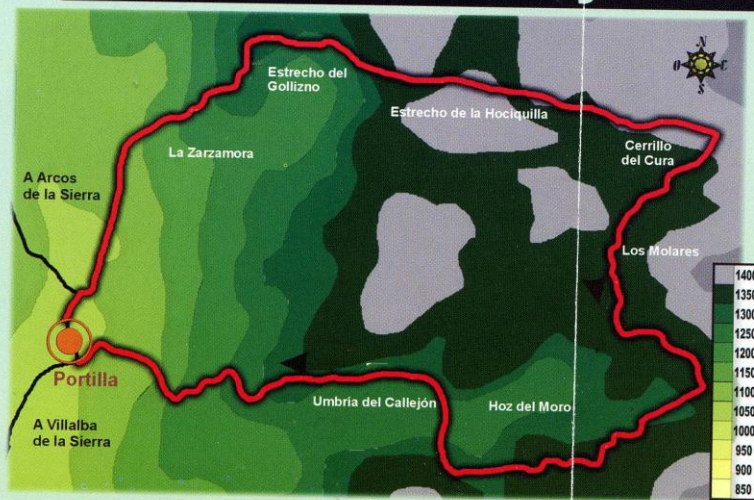 N
O E
S
Estrecho del
Gollizno
Estrecho de la Hociquilla
La Zarzamora
Cerrillo
del Cura
A Arcos
de la Sierra
Los Molares
Portilla
Umbria del Callejón
Hoz del Moro
A Villalba
de la Sierra
1400
1350
1300
1250
1200
1150
1100
1050
1000
950
900
850